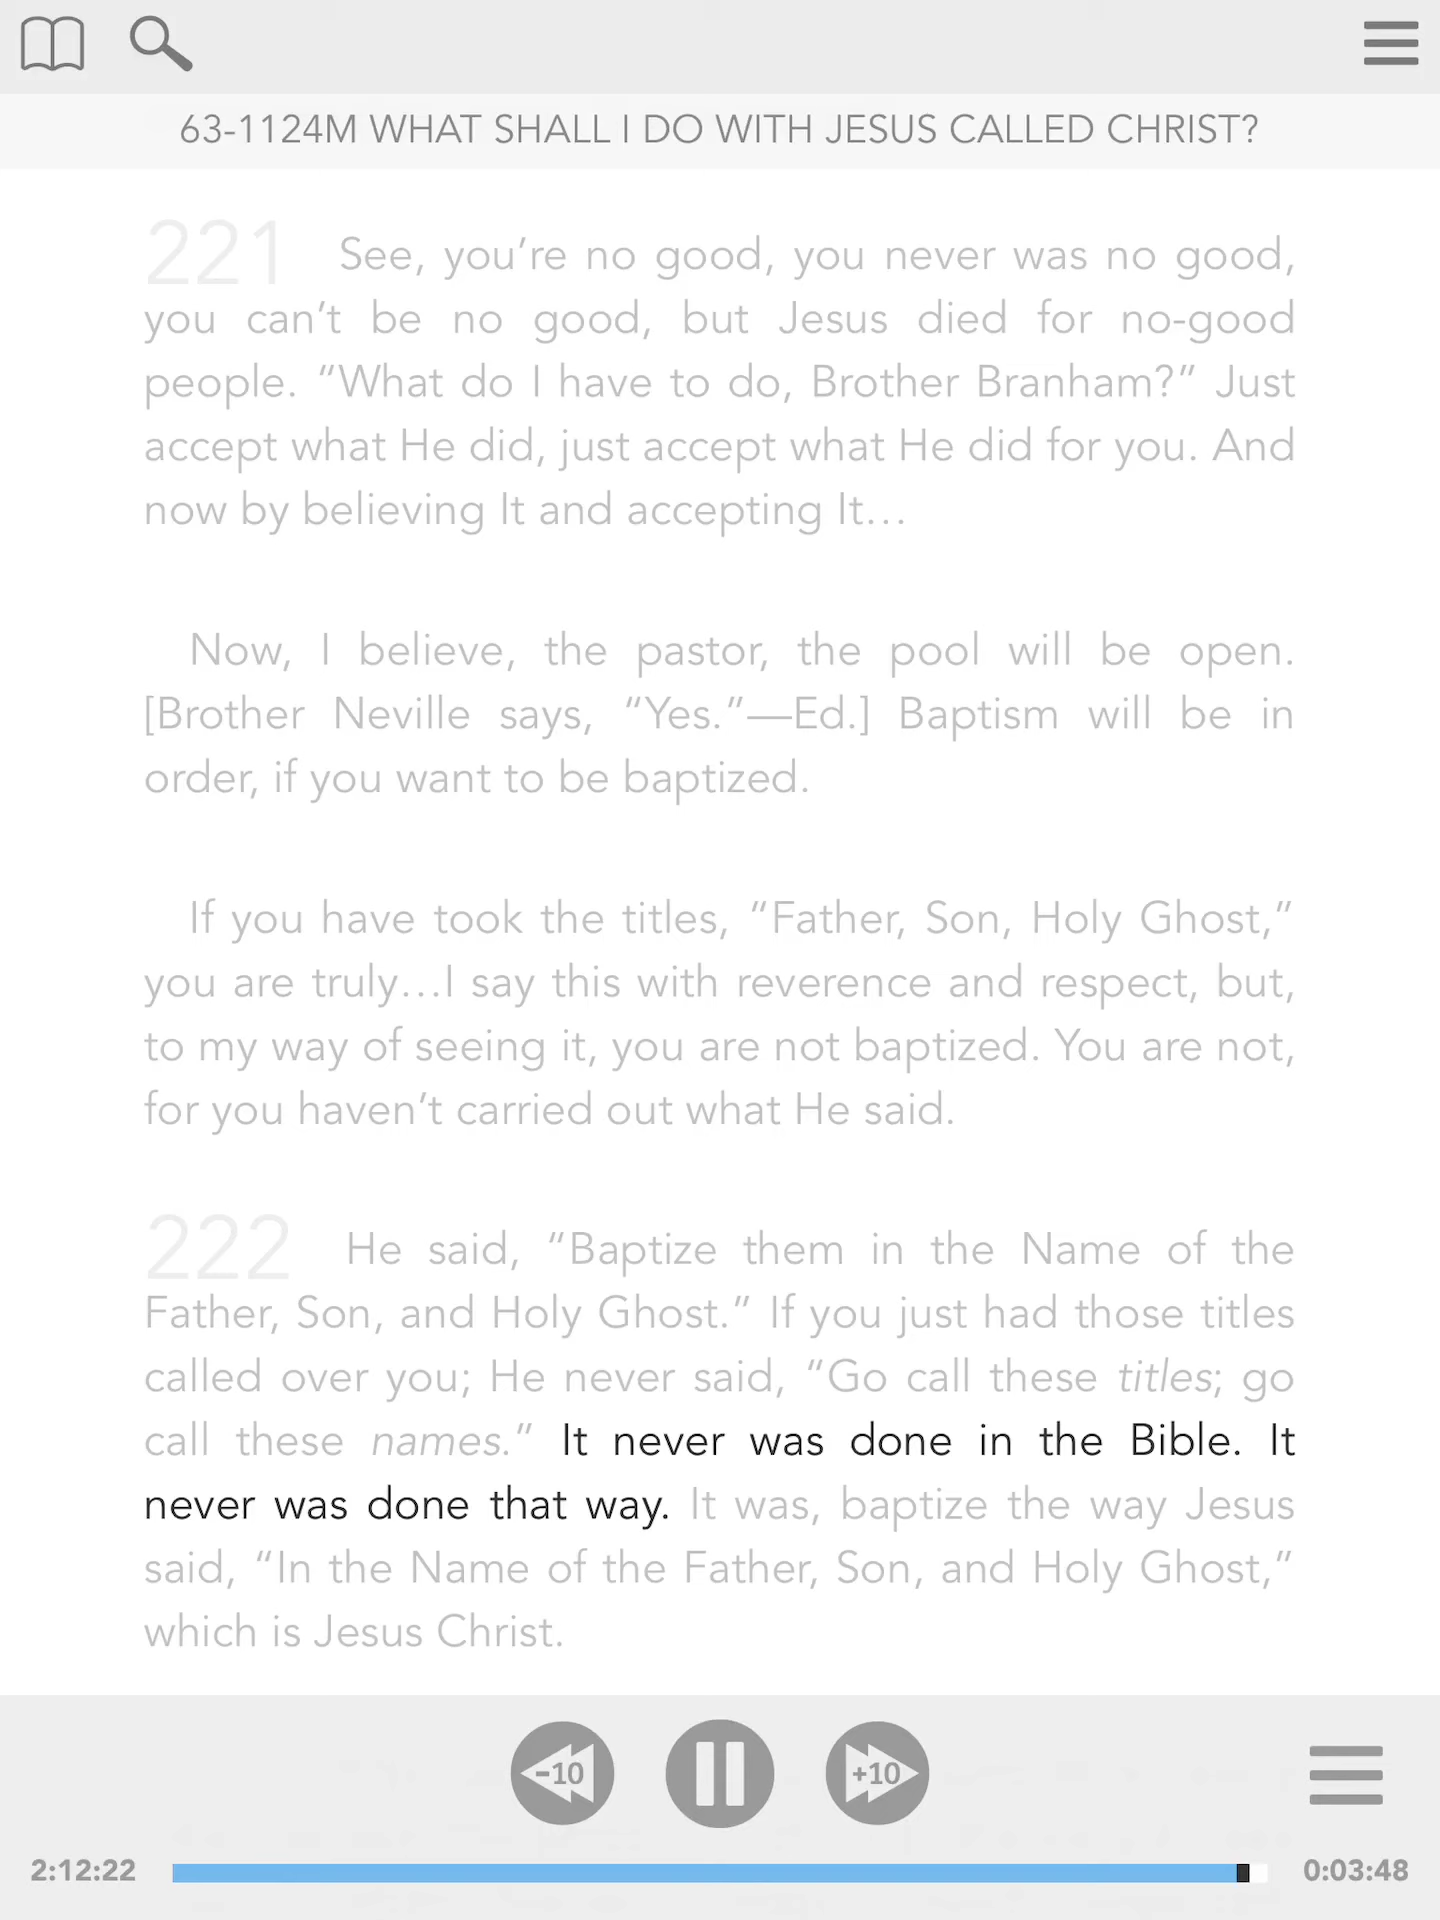 63-1124M WHAT SHALL I DO WITH JESUS CALLED CHRIST?
221 See, you’re no good, you never was no good,
you can’t be no good, but Jesus died for no-good
people. “What do I have to do, Brother Branham?” Just
accept what He did, just accept what He did for you. And
now by believing It and accepting It…
Now, I believe, the pastor, the pool will be open.
[Brother Neville says, “Yes.”—Ed.] Baptism will be in
order, if you want to be baptized.
If you have took the titles, “Father, Son, Holy Ghost,”
you are truly…I say this with reverence and respect, but,
to my way of seeing it, you are not baptized. You are not,
for you haven’t carried out what He said.
222 He said, “Baptize them in the Name of the
Father, Son, and Holy Ghost.” If you just had those titles
called over you; He never said, “Go call these titles; go
call these names.” It never was done in the Bible. It
never was done that way. It was, baptize the way Jesus
said, “In the Name of the Father, Son, and Holy Ghost,”
which is Jesus Christ.
-10 +10
2:12:22 0:03:48